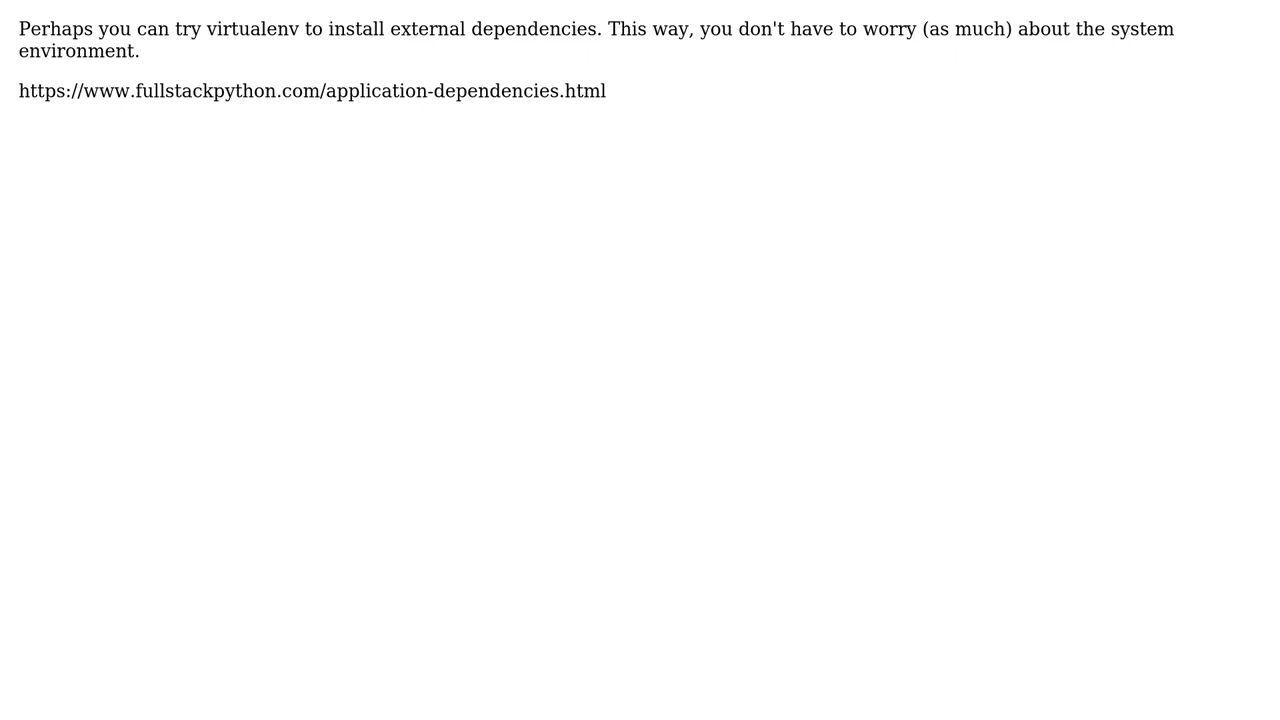 Perhaps you can try virtualenv to install external dependencies. This way, you don't have to worry (as much) about the system
environment.
https://www.fullstackpython.com/application-dependencies.html